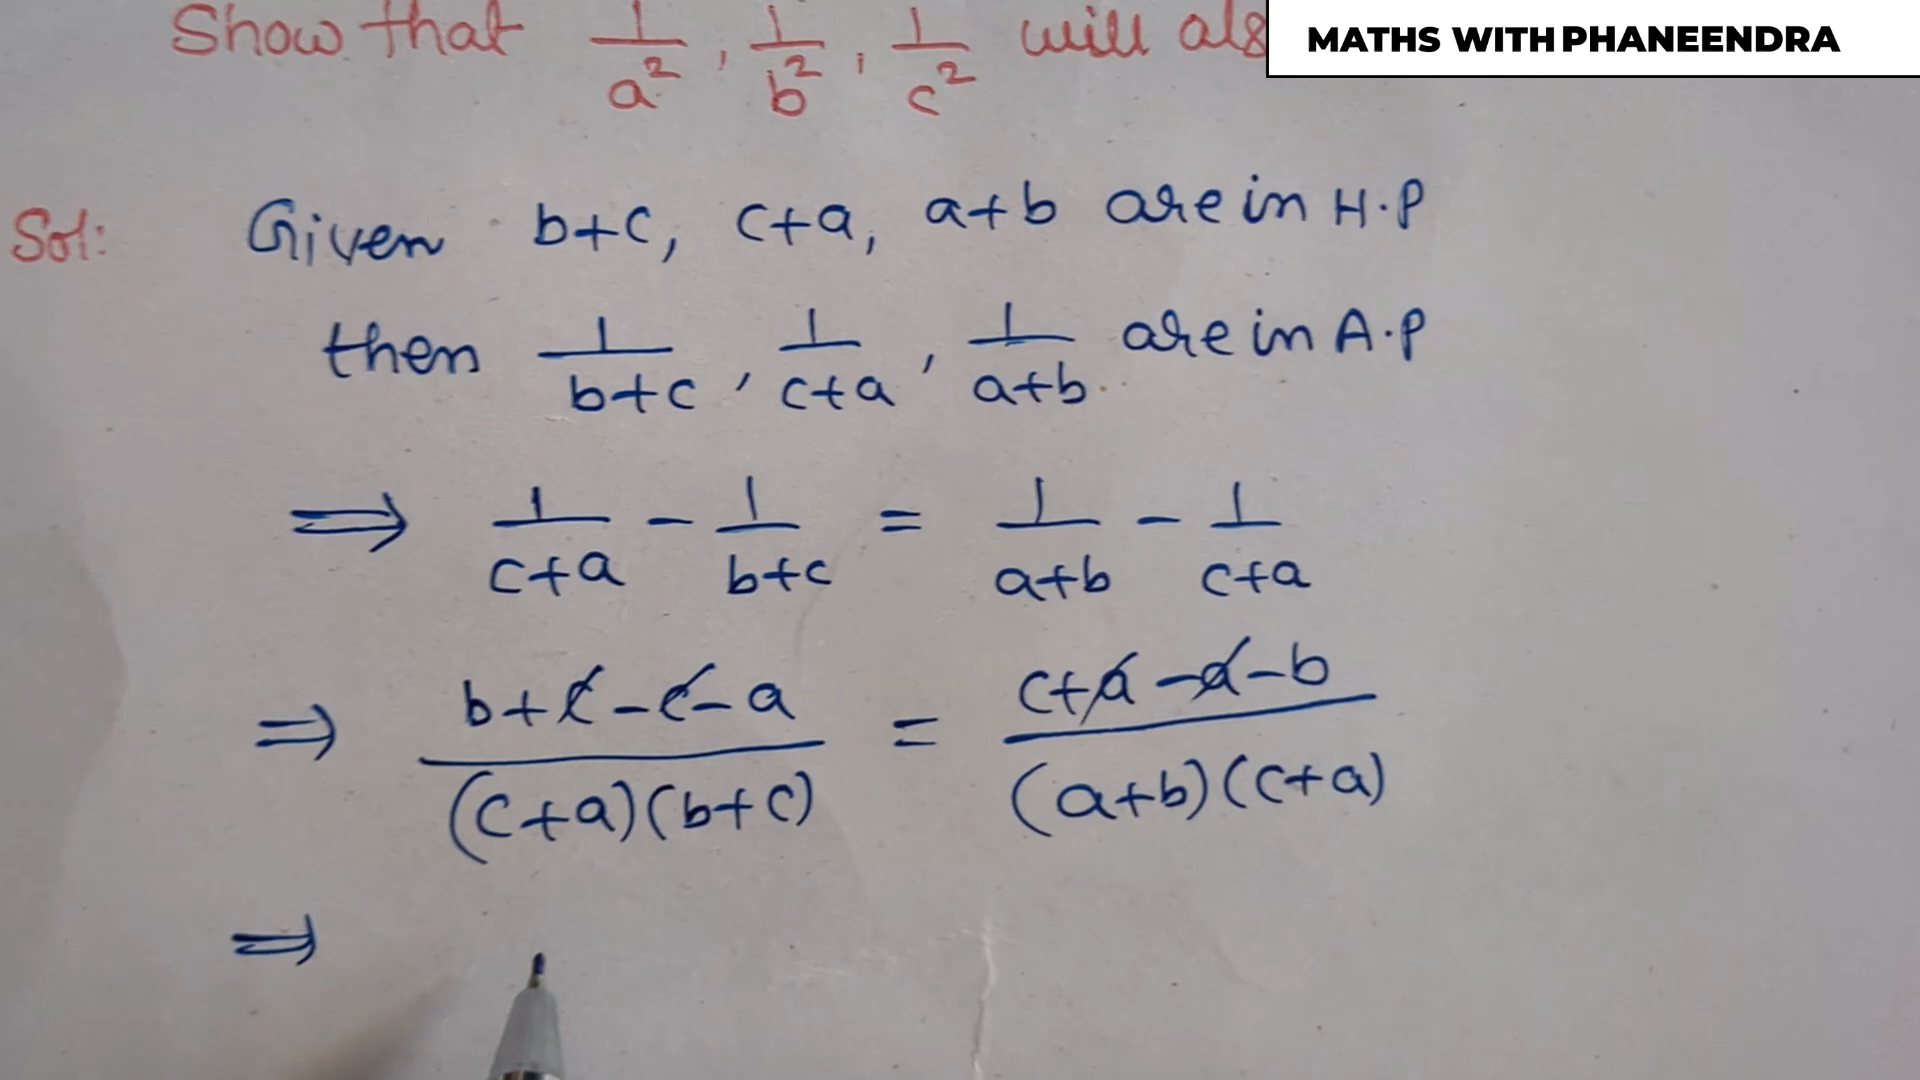 MATHS WITH PHANEENDRA
Show that 1/a², 1/b², 1/c² will
Sol: Given b+c, c+a, a+b are in H.P
then 1/b+c, 1/c+a, 1/a+b are in A.P
⟹ 1/c+a - 1/b+c = 1/a+b - 1/c+a
⟹ b+c-c-a/(c+a)(b+c) = c+a-a-b/(a+b)(c+a)
⟹